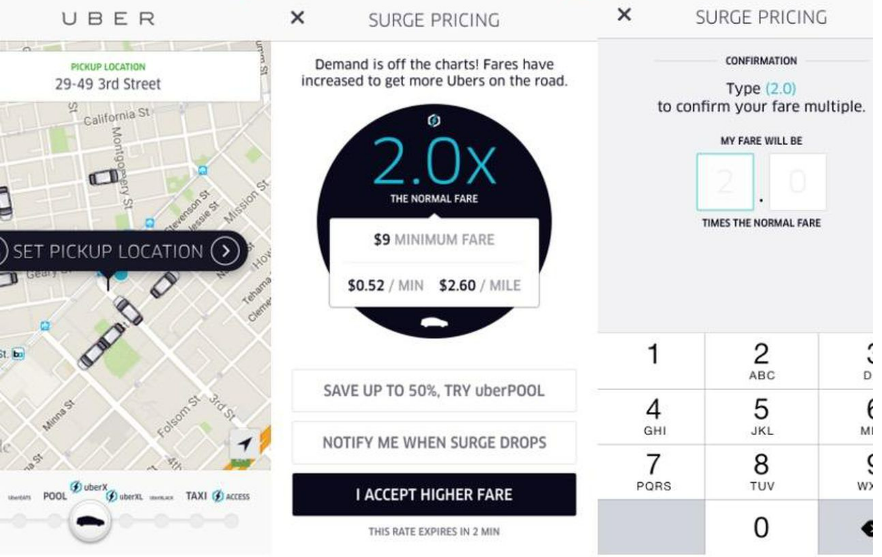 UBER
PICKUP LOCATION
29-49 3rd Street
California St
Montgomery St
Stevenson St
Jessie St
Mission St
SET PICKUP LOCATION
Geary
Tehama
Cleme
St.
Minna St
Folsom St
3rd St
4th
POOL
uberX
uberXL
TAXI
ACCESS
SURGE PRICING
Demand is off the charts! Fares have
increased to get more Ubers on the road.
2.0x
THE NORMAL FARE
$9 MINIMUM FARE
$0.52 / MIN $2.60 / MILE
SAVE UP TO 50%, TRY uberPOOL
NOTIFY ME WHEN SURGE DROPS
I ACCEPT HIGHER FARE
THIS RATE EXPIRES IN 2 MIN
SURGE PRICING
CONFIRMATION
Type (2.0)
to confirm your fare multiple.
MY FARE WILL BE
2 . 0
TIMES THE NORMAL FARE
1 2 3
ABC D
4 5 6
GHI JKL
7 8 9
PQRS TUV WX
0